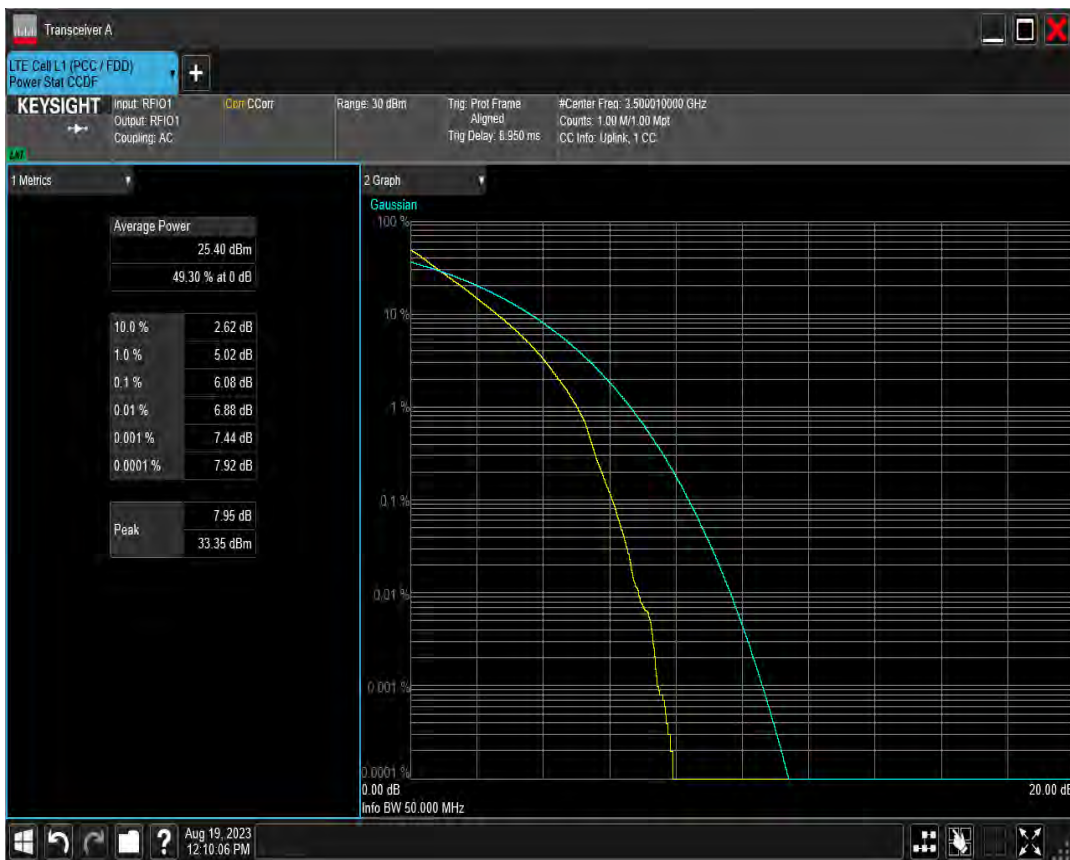 Transceiver A
LTE Cell L1 (PCC / FDD)
Power Stat CCDF
+
KEYSIGHT
Input: RFIO1
Output: RFIO1
Coupling: AC
Corr CCorr
Range: 30 dBm
Trig: Prot Frame
Aligned
Trig Delay: 8.950 ms
#Center Freq: 3.500010000 GHz
Counts: 1.00 M/1.00 Mpt
CC Info: Uplink, 1 CC
1 Metrics
Average Power
25.40 dBm
49.30 % at 0 dB
10.0 % 2.62 dB
1.0 % 5.02 dB
0.1 % 6.08 dB
0.01 % 6.88 dB
0.001 % 7.44 dB
0.0001 % 7.92 dB
Peak
7.95 dB
33.35 dBm
2 Graph
Gaussian
100 %
10 %
1 %
0.1 %
0.01 %
0.001 %
0.0001 %
0.00 dB 20.00 dB
Info BW 50.000 MHz
?
Aug 19, 2023
12:10:06 PM